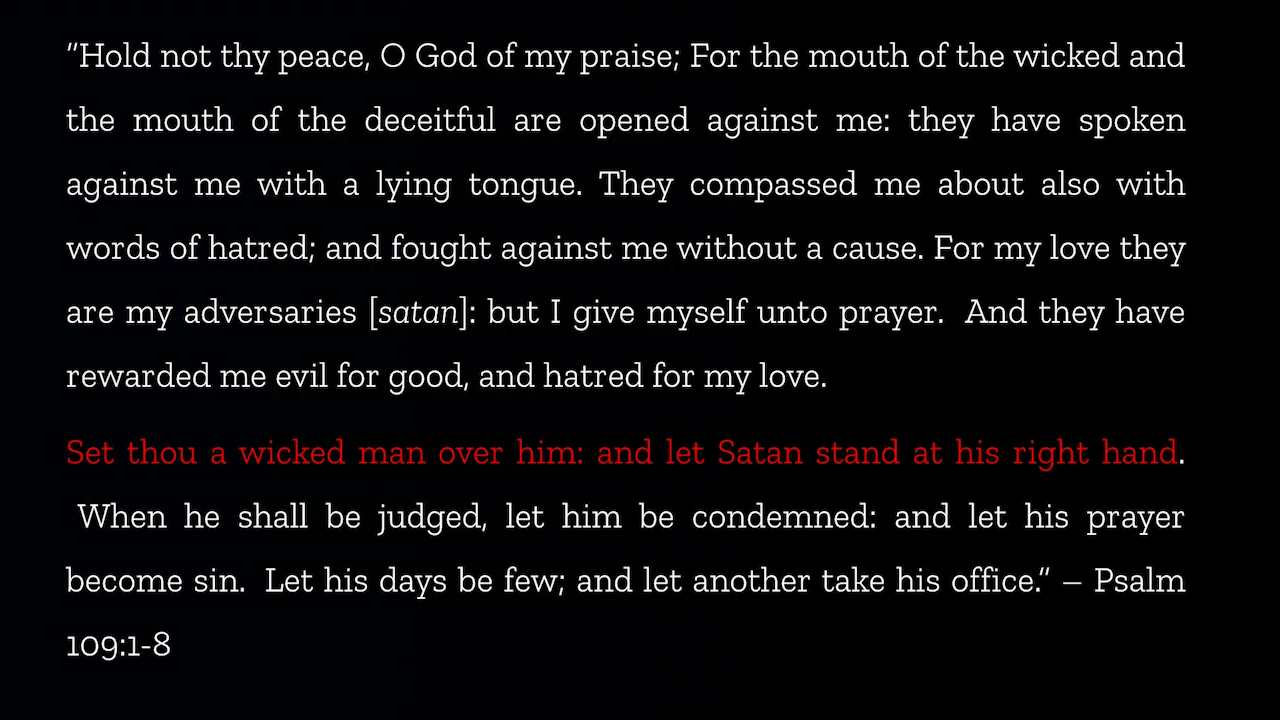 “Hold not thy peace, O God of my praise; For the mouth of the wicked and
the mouth of the deceitful are opened against me: they have spoken
against me with a lying tongue. They compassed me about also with
words of hatred; and fought against me without a cause. For my love they
are my adversaries [satan]: but I give myself unto prayer. And they have
rewarded me evil for good, and hatred for my love.
Set thou a wicked man over him: and let Satan stand at his right hand.
When he shall be judged, let him be condemned: and let his prayer
become sin. Let his days be few; and let another take his office.” – Psalm
109:1-8